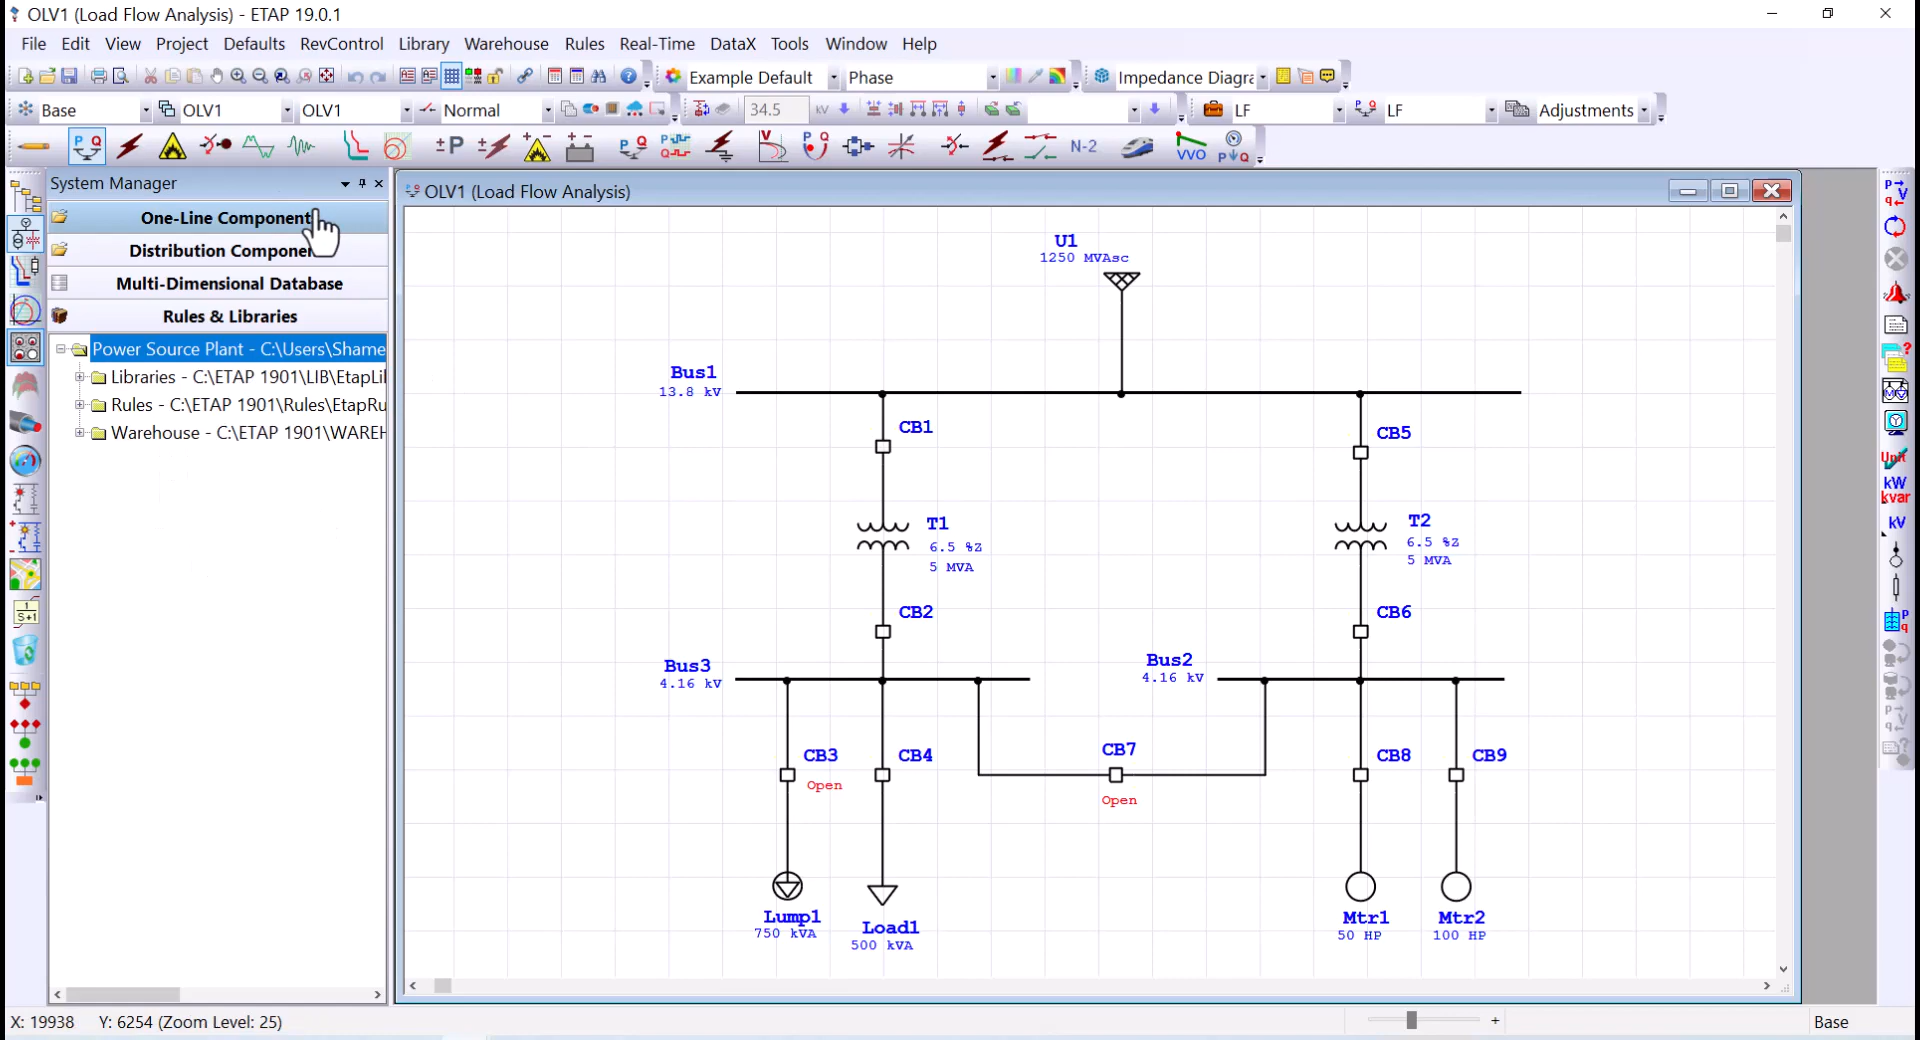 OLV1 (Load Flow Analysis) - ETAP 19.0.1
File Edit View Project Defaults RevControl Library Warehouse Rules Real-Time DataX Tools Window Help
Example Default Phase Impedance Diagra
Base OLV1 OLV1 Normal 34.5 kV LF LF Adjustments
N-2
VVO
System Manager
One-Line Component
Distribution Componen
Multi-Dimensional Database
Rules & Libraries
Power Source Plant - C:\Users\Shame
Libraries - C:\ETAP 1901\LIB\EtapLi
Rules - C:\ETAP 1901\Rules\EtapRu
Warehouse - C:\ETAP 1901\WAREH
OLV1 (Load Flow Analysis)
U1
1250 MVAsc
Bus1
13.8 kV
CB1
CB5
T1
6.5 %Z
5 MVA
T2
6.5 %Z
5 MVA
CB2
CB6
Bus3
4.16 kV
Bus2
4.16 kV
CB3
Open
CB4
CB7
Open
CB8
CB9
Lump1
750 kVA
Load1
500 kVA
Mtr1
50 HP
Mtr2
100 HP
Unit
kW
kvar
kV
X: 19938 Y: 6254 (Zoom Level: 25)
Base